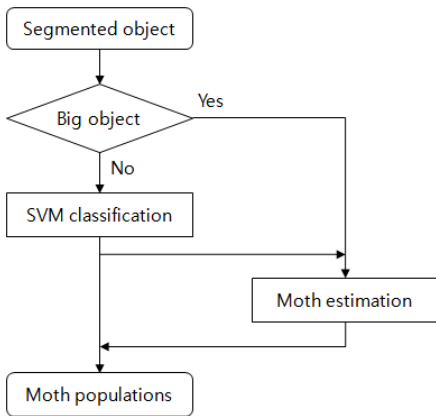 Segmented object
Yes
Big object
No
SVM classification
Moth estimation
Moth populations